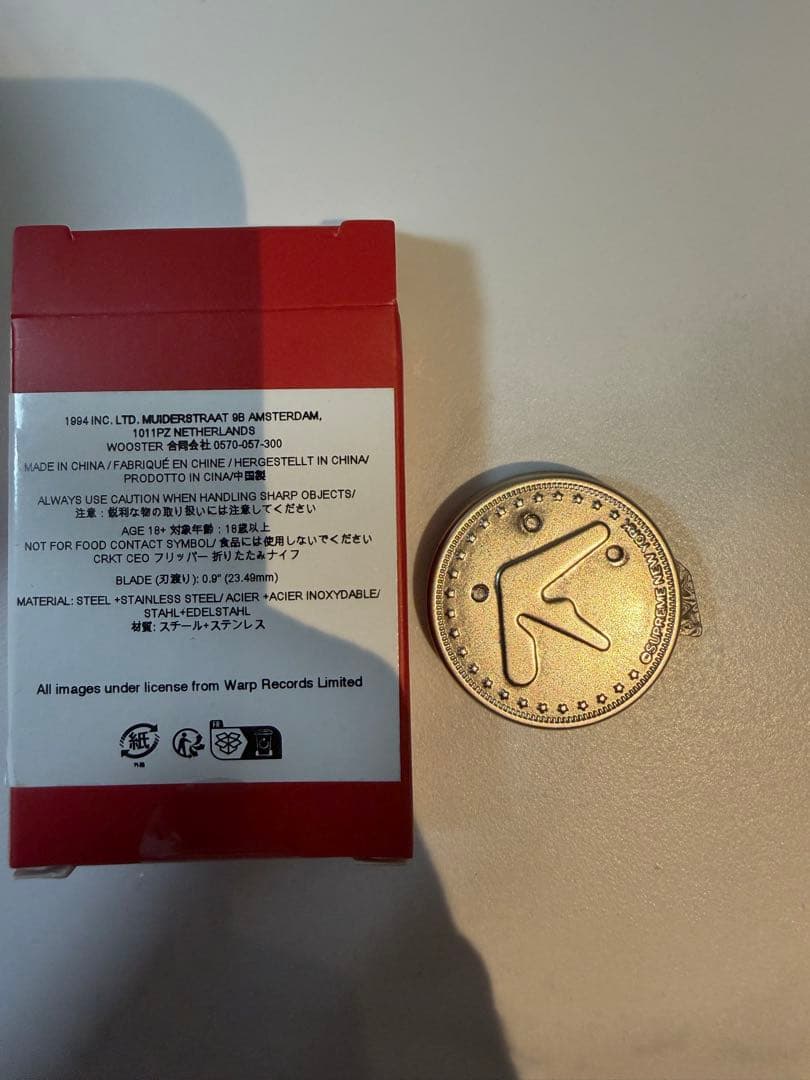 1994 INC. LTD. MUIDERSTRAAT 9B AMSTERDAM,
1011PZ NETHERLANDS
WOOSTER 合同会社 0570-057-300
MADE IN CHINA / FABRIQUÉ EN CHINE / HERGESTELLT IN CHINA/
PRODOTTO IN CINA/中国製
ALWAYS USE CAUTION WHEN HANDLING SHARP OBJECTS/
注意：鋭利な物の取り扱いには注意してください
AGE 18+ 対象年齢：18歳以上
NOT FOR FOOD CONTACT SYMBOL/ 食品には使用しないでください
CRKT CEO フリッパー 折りたたみナイフ
BLADE (刃渡り): 0.9" (23.49mm)
MATERIAL: STEEL +STAINLESS STEEL/ ACIER +ACIER INOXYDABLE/
STAHL+EDELSTAHL
材質: スチール+ステンレス
All images under license from Warp Records Limited
紙
外箱
FR
©SUPREME NEW YORK